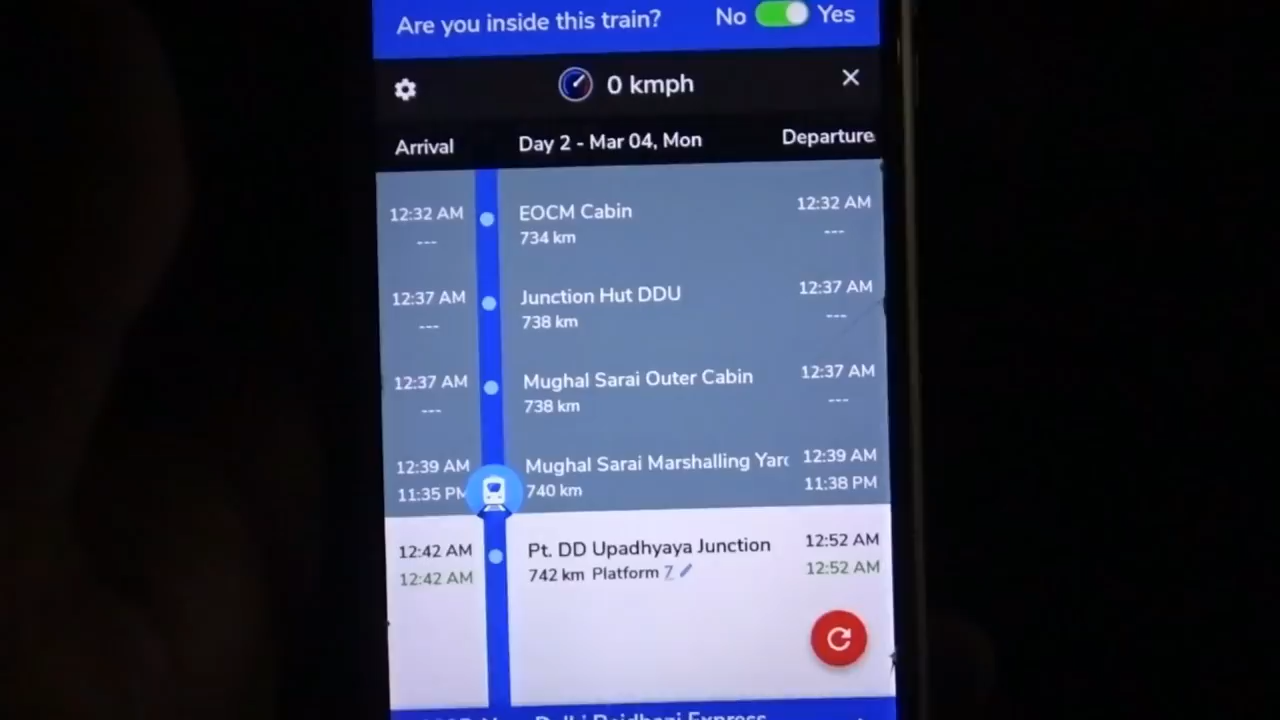 Are you inside this train? No Yes
0 kmph
Arrival Day 2 - Mar 04, Mon Departure
12:32 AM EOCM Cabin 12:32 AM
--- 734 km ---
12:37 AM Junction Hut DDU 12:37 AM
--- 738 km ---
12:37 AM Mughal Sarai Outer Cabin 12:37 AM
--- 738 km ---
12:39 AM Mughal Sarai Marshalling Yard 12:39 AM
11:35 PM 740 km 11:38 PM
12:42 AM Pt. DD Upadhyaya Junction 12:52 AM
12:42 AM 742 km Platform 7 12:52 AM
Delhi Rajdhani Express